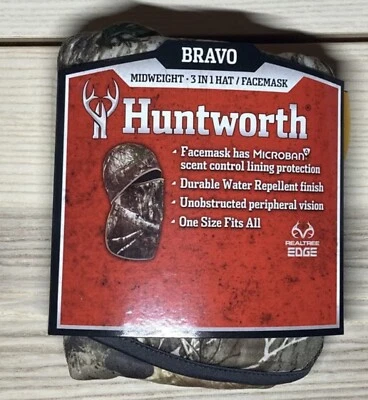 BRAVO
MIDWEIGHT • 3 IN 1 HAT / FACEMASK
Huntworth
• Facemask has MICROBAN
scent control lining protection
• Durable Water Repellent finish
• Unobstructed peripheral vision
• One Size Fits All
REALTREE
EDGE